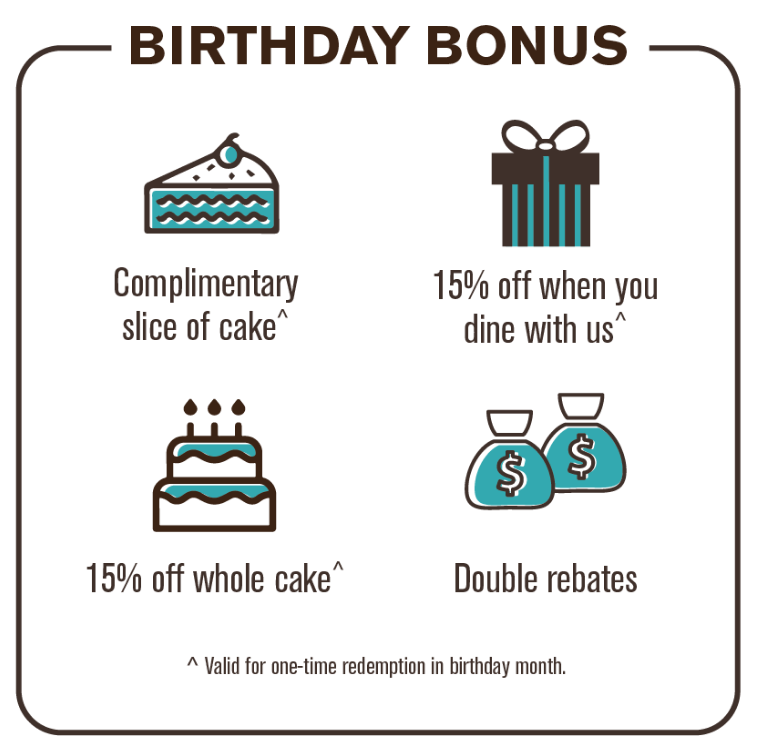 BIRTHDAY BONUS
Complimentary
slice of cake^
15% off when you
dine with us^
$ $
15% off whole cake^
Double rebates
^ Valid for one-time redemption in birthday month.